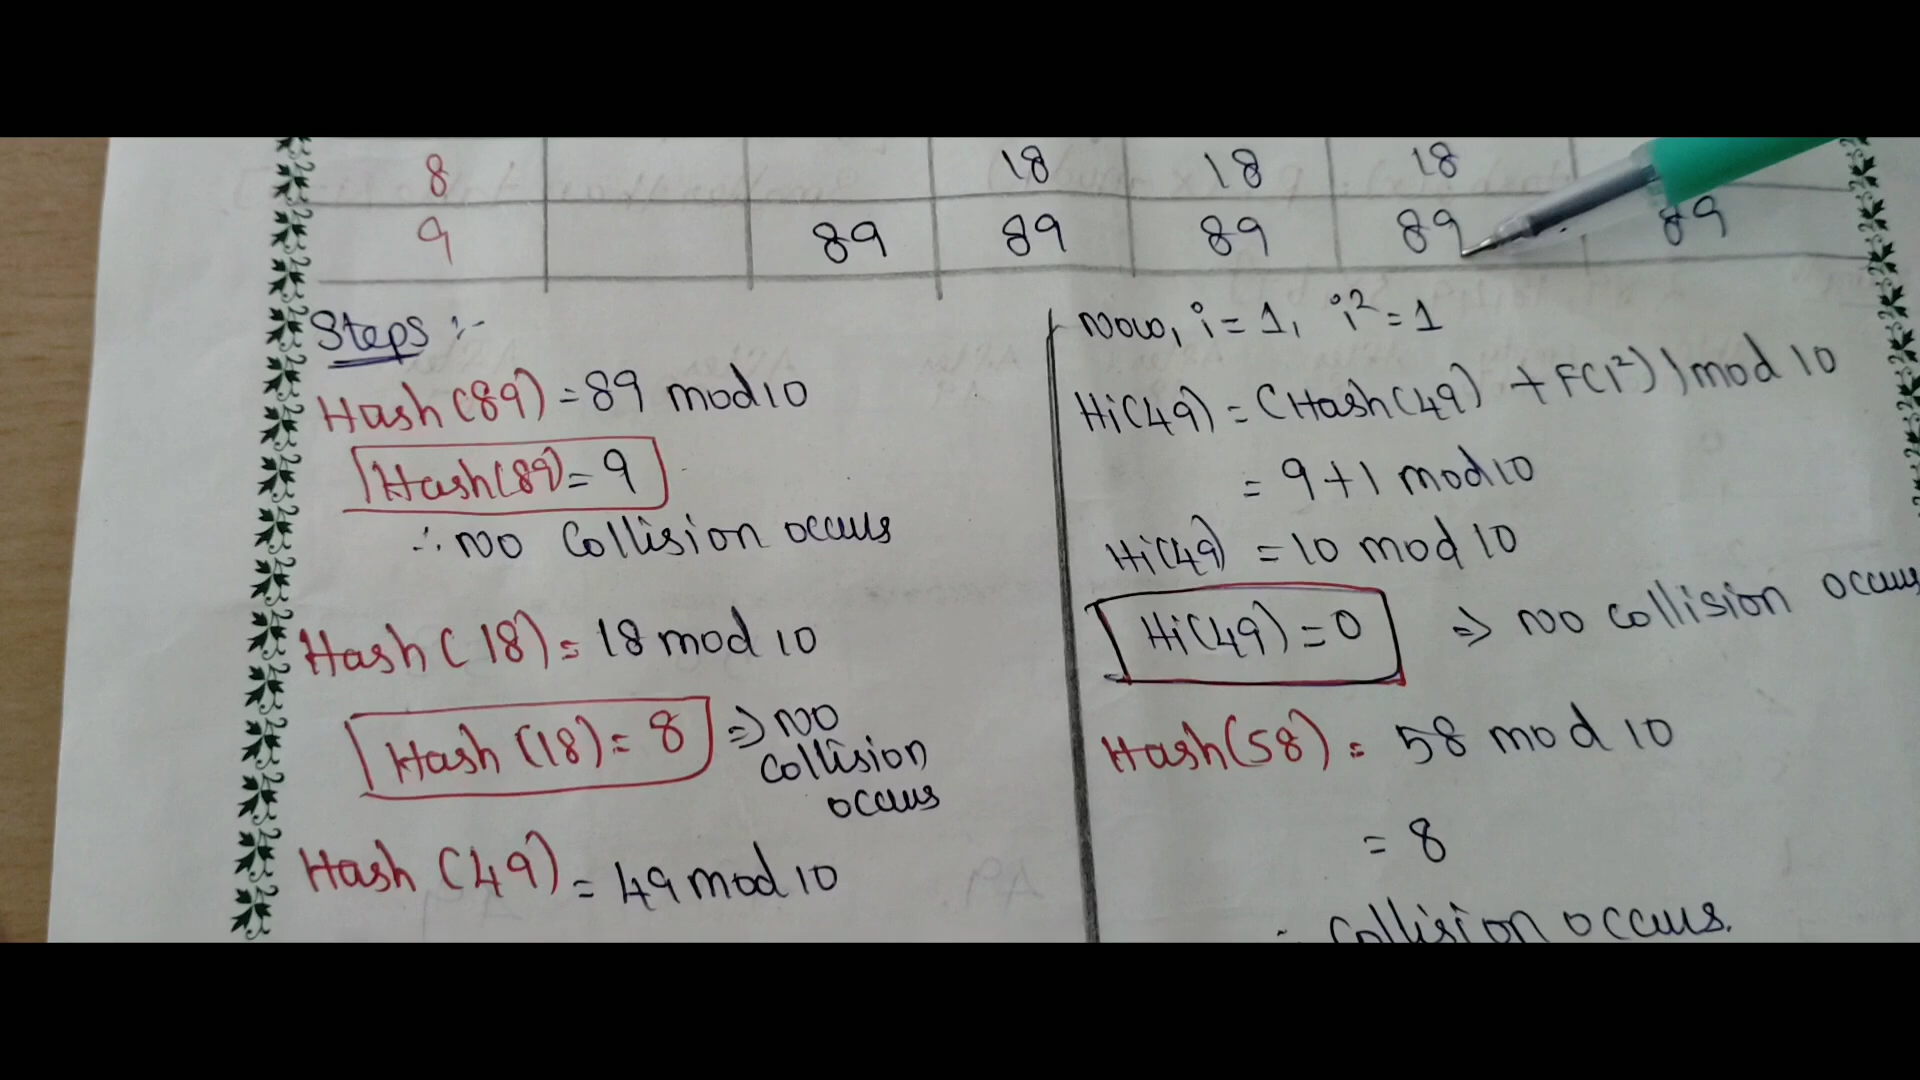 8 18 18 18
9 89 89 89 89 89
Steps :-
Hash (89) = 89 mod 10
Hash(89) = 9
∴ no collision occurs
Hash ( 18) = 18 mod 10
Hash (18) = 8 => no
collision
occurs
Hash (49) = 49 mod 10
Now, i = 1, i² = 1
Hi(49) = (Hash(49) + F(1²)) mod 10
= 9+1 mod 10
Hi(49) = 10 mod 10
Hi(49) = 0 => no collision occurs
Hash(58) = 58 mod 10
= 8
∴ collision occurs.